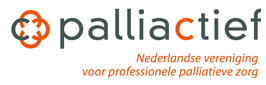 palliactief
Nederlandse vereniging
voor professionele palliatieve zorg